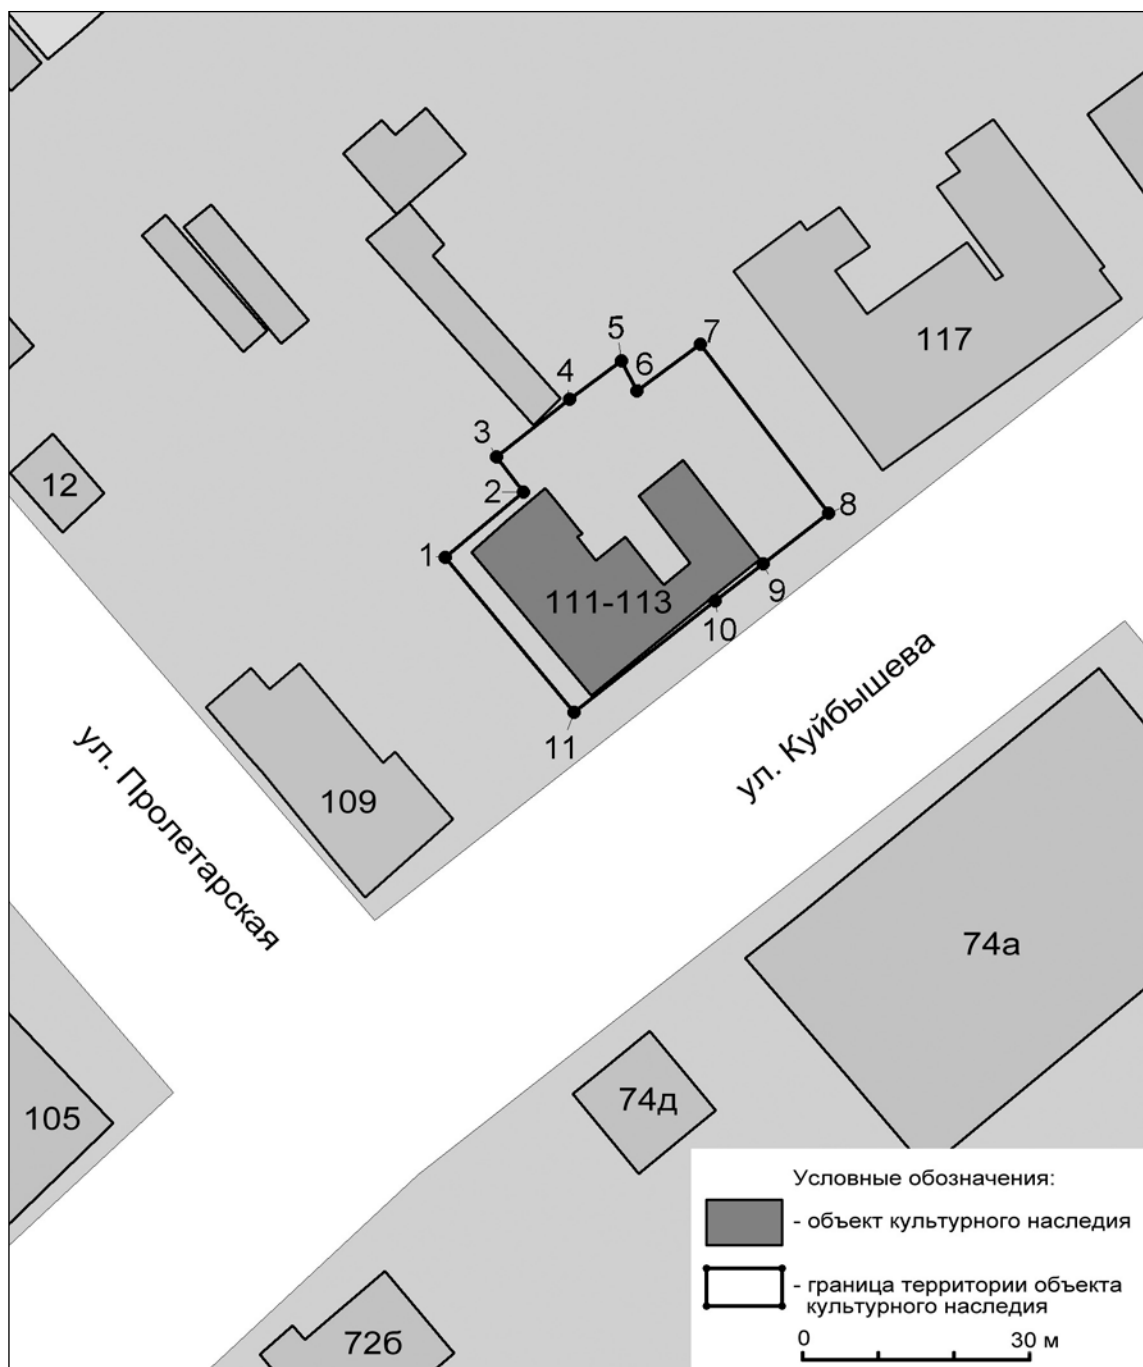 5
7
6
117
4
3
12
2
8
1
9
111-113
10
11
ул. Куйбышева
ул. Пролетарская
109
74а
74д
105
Условные обозначения:
- объект культурного наследия
- граница территории объекта
культурного наследия
72б
0 30 м